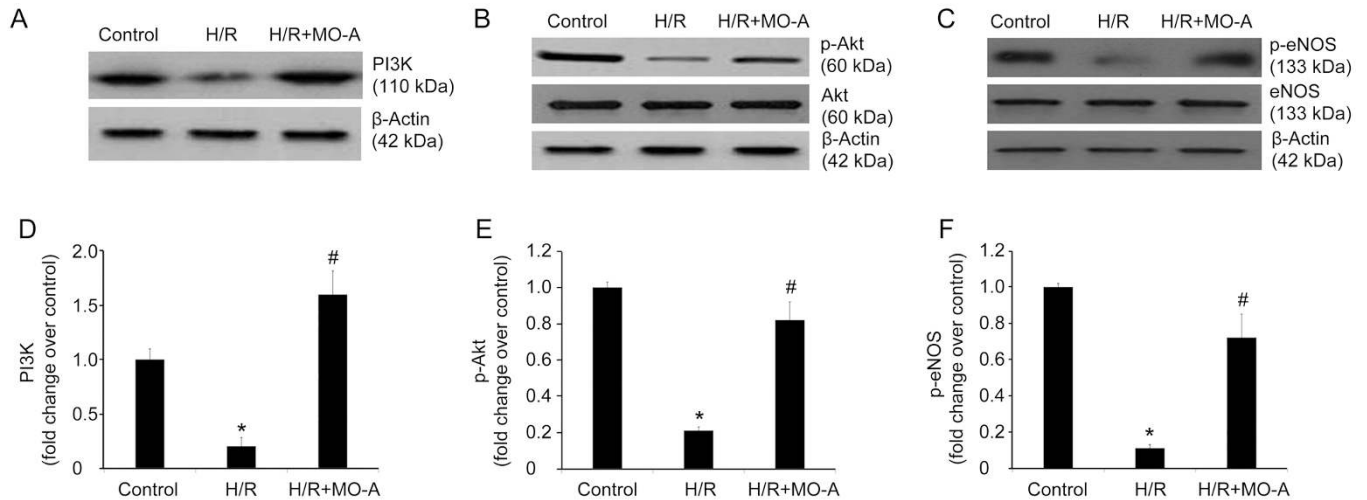 A
Control H/R H/R+MO-A
PI3K
(110 kDa)
β-Actin
(42 kDa)
B
Control H/R H/R+MO-A
p-Akt
(60 kDa)
Akt
(60 kDa)
β-Actin
(42 kDa)
C
Control H/R H/R+MO-A
p-eNOS
(133 kDa)
eNOS
(133 kDa)
β-Actin
(42 kDa)
D
PI3K
(fold change over control)
2.0
1.5
1.0
0.5
0
*
#
Control H/R H/R+MO-A
E
p-Akt
(fold change over control)
1.2
1.0
0.8
0.6
0.4
0.2
0
*
#
Control H/R H/R+MO-A
F
p-eNOS
(fold change over control)
1.2
1.0
0.8
0.6
0.4
0.2
0
*
#
Control H/R H/R+MO-A